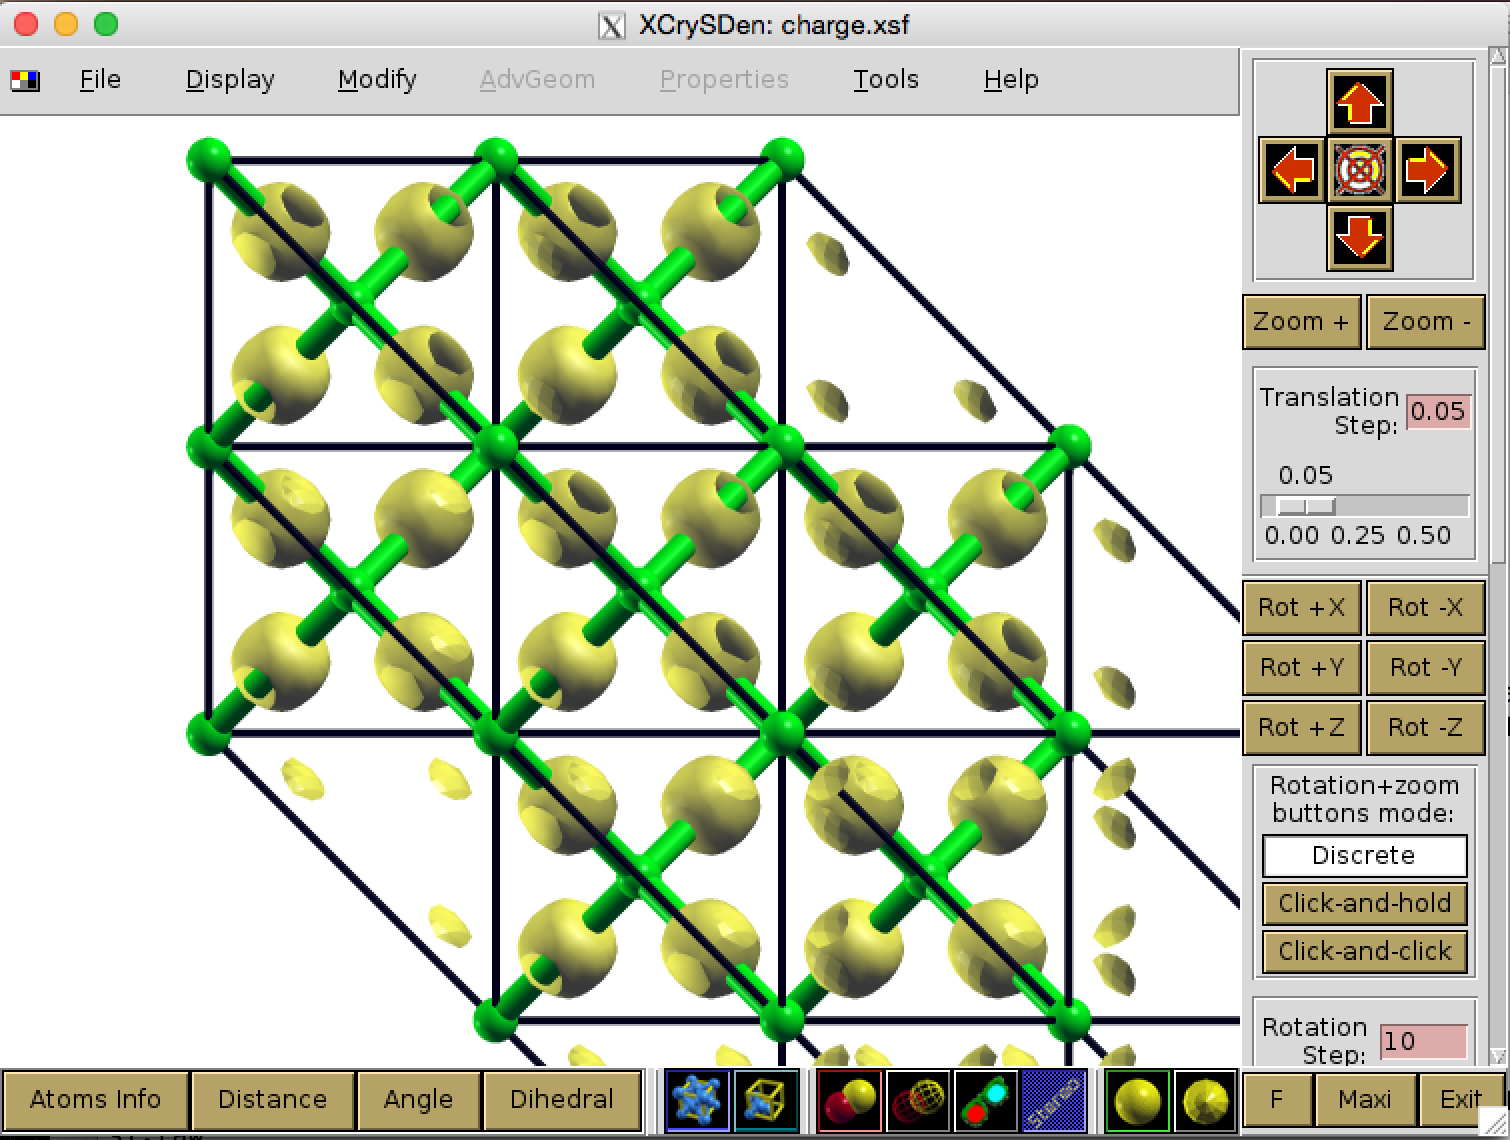 XCrySDen: charge.xsf
File Display Modify AdvGeom Properties Tools Help
Zoom + Zoom -
Translation
Step: 0.05
0.05
0.00 0.25 0.50
Rot +X Rot -X
Rot +Y Rot -Y
Rot +Z Rot -Z
Rotation+zoom
buttons mode:
Discrete
Click-and-hold
Click-and-click
Rotation
Step: 10
Atoms Info Distance Angle Dihedral Stereo F Maxi Exit